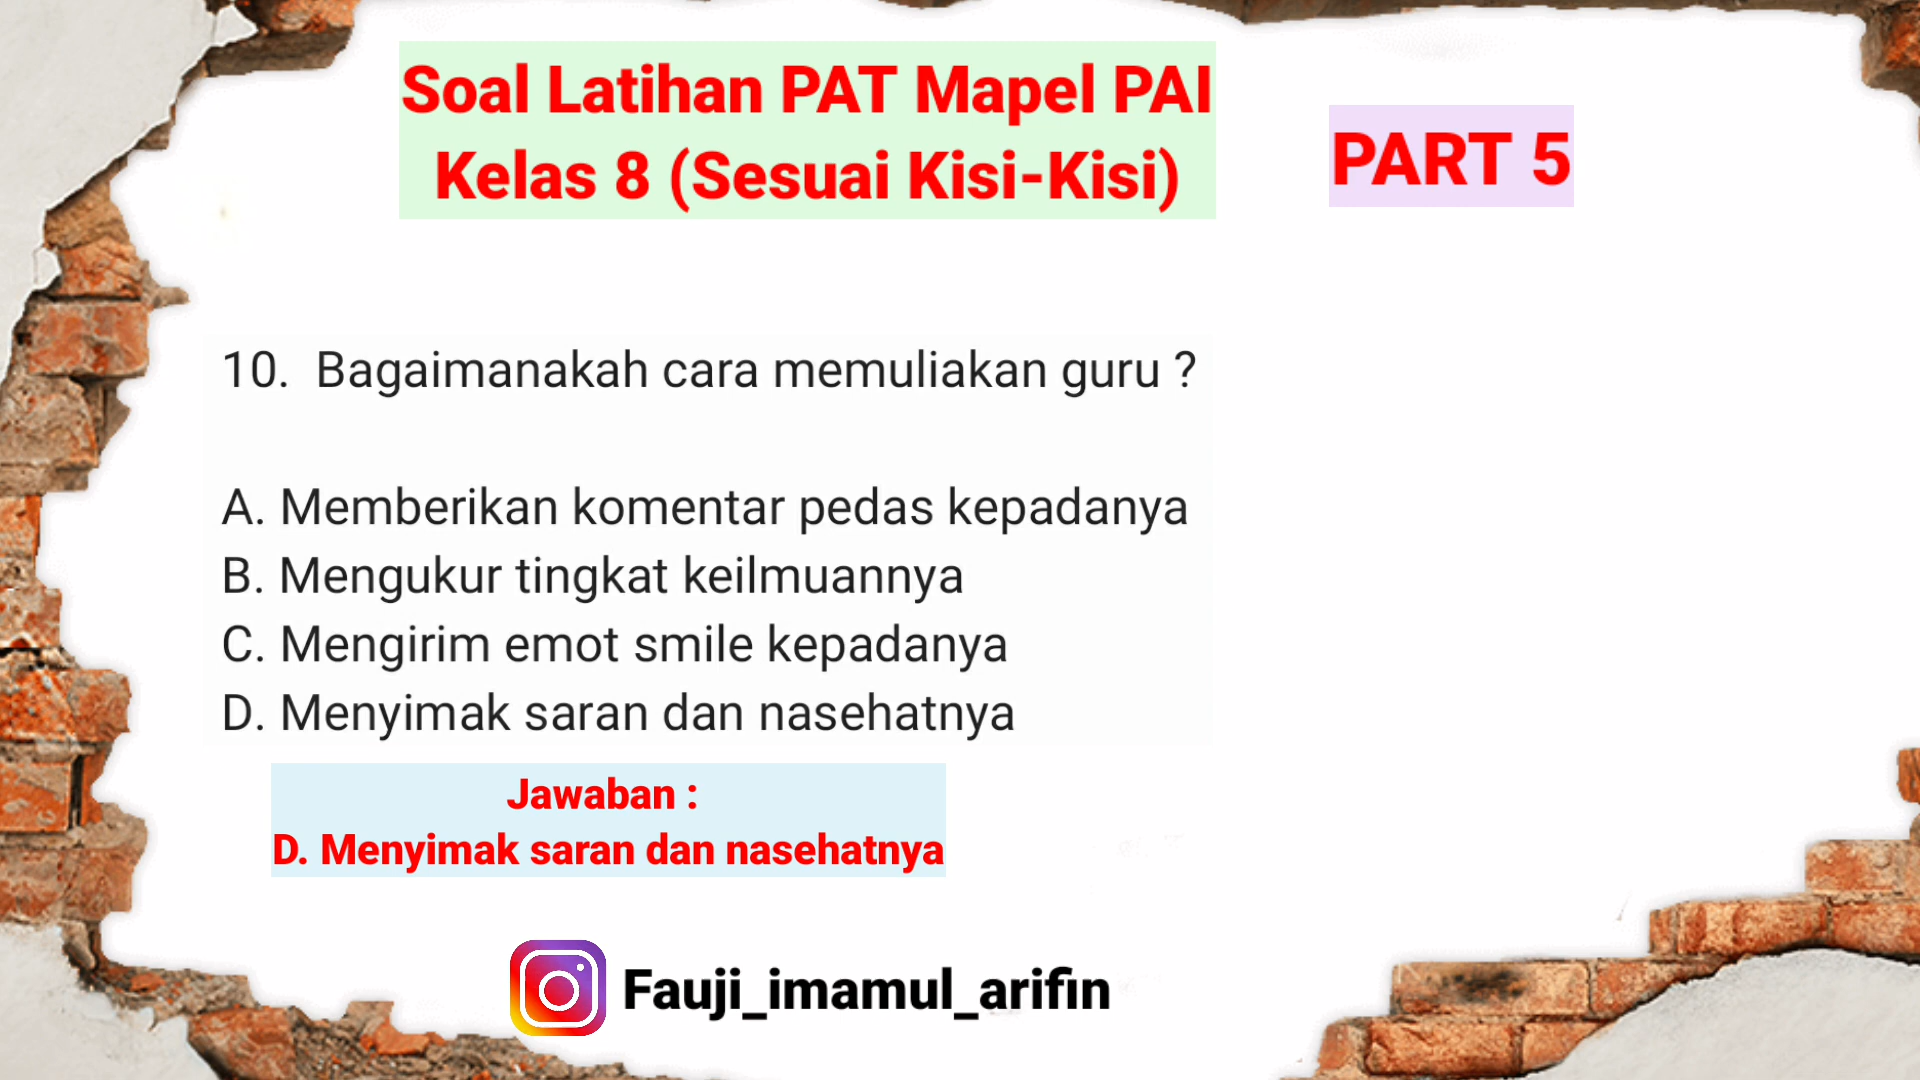 Soal Latihan PAT Mapel PAI
Kelas 8 (Sesuai Kisi-Kisi)
PART 5
10.  Bagaimanakah cara memuliakan guru ?
A. Memberikan komentar pedas kepadanya
B. Mengukur tingkat keilmuannya
C. Mengirim emot smile kepadanya
D. Menyimak saran dan nasehatnya
Jawaban :
D. Menyimak saran dan nasehatnya
Fauji_imamul_arifin